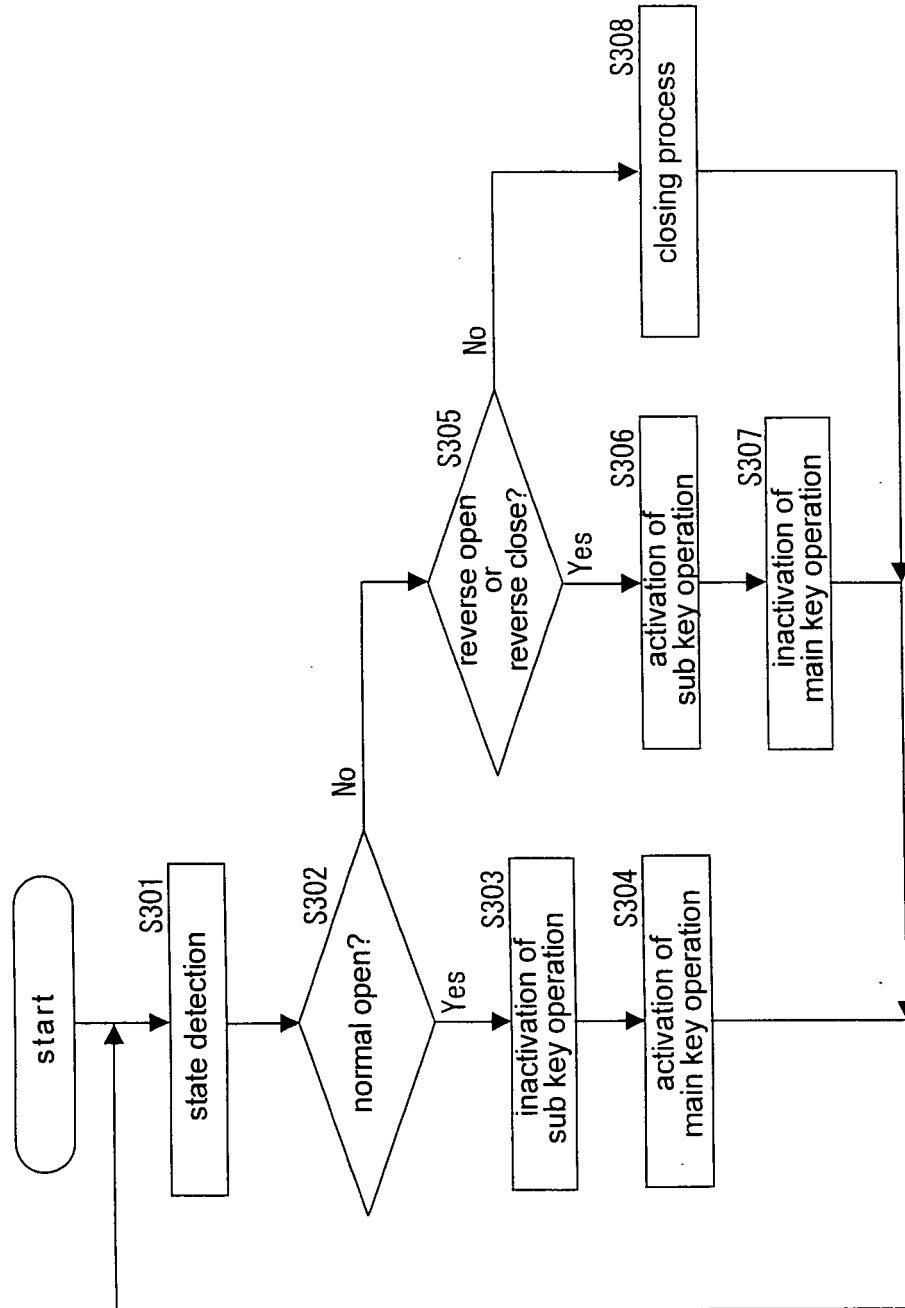 start
S301
state detection
S302
normal open?
No
Yes
S303
inactivation of
sub key operation
S304
activation of
main key operation
S305
reverse open
or
reverse close?
No
Yes
S306
activation of
sub key operation
S307
inactivation of
main key operation
S308
closing process